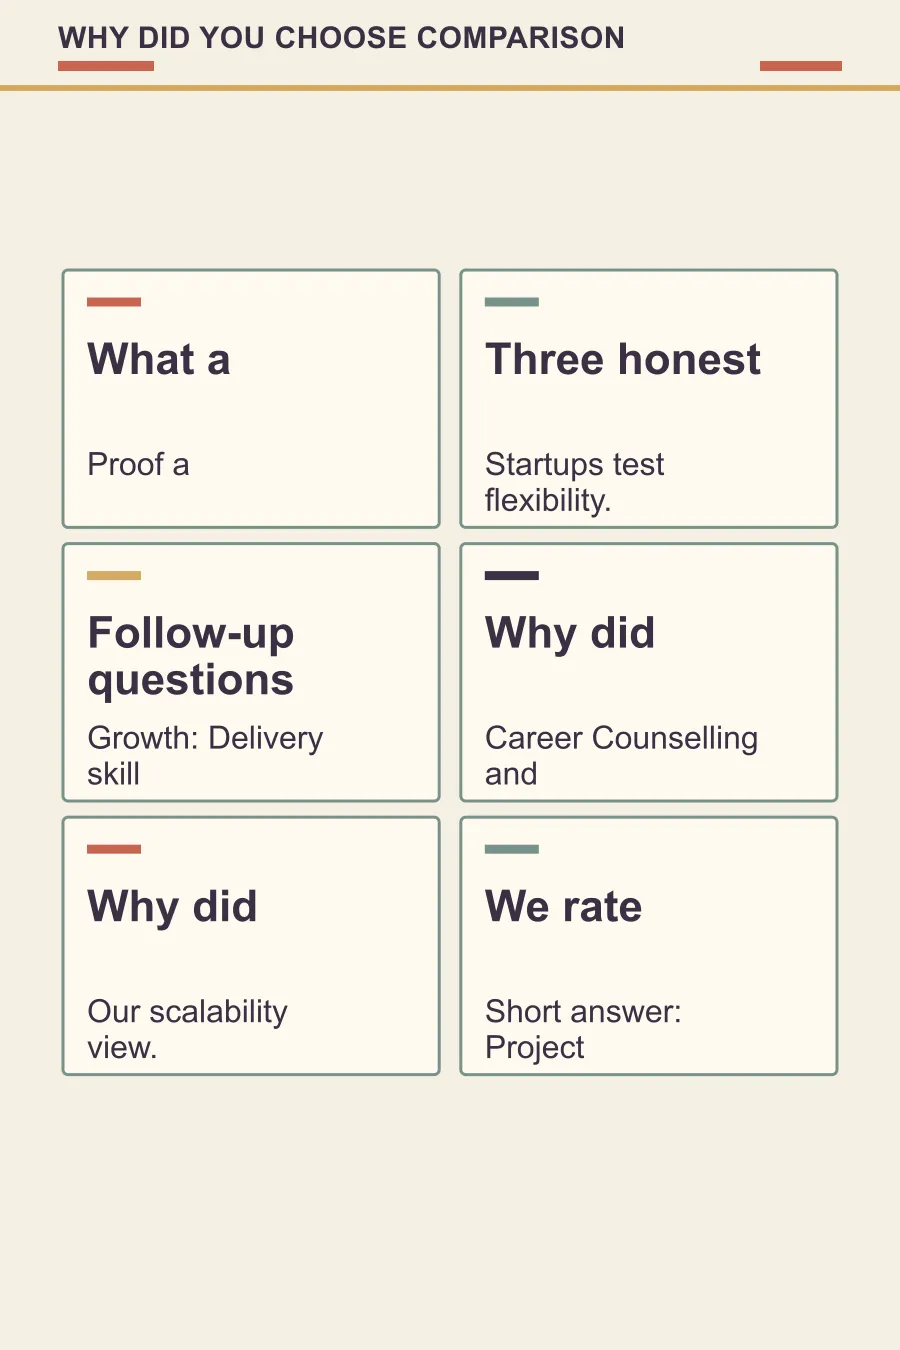 WHY DID YOU CHOOSE COMPARISON
What a
Proof a
Three honest
Startups test
flexibility.
Follow-up
questions
Growth: Delivery
skill
Why did
Career Counselling
and
Why did
Our scalability
view.
We rate
Short answer:
Project